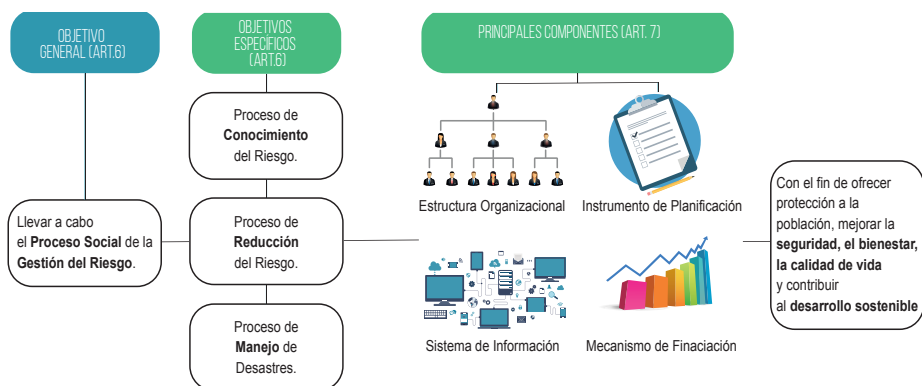 OBJETIVO
GENERAL (ART.6)
OBJETIVOS
ESPECÍFICOS
(ART.6)
PRINCIPALES COMPONENTES (ART. 7)
Proceso de
Conocimiento
del Riesgo.
Llevar a cabo
el Proceso Social de la
Gestión del Riesgo.
Proceso de
Reducción
del Riesgo.
Proceso de
Manejo de
Desastres.
Estructura Organizacional
Instrumento de Planificación
Sistema de Información
Mecanismo de Finaciación
Con el fin de ofrecer
protección a la
población, mejorar la
seguridad, el bienestar,
la calidad de vida
y contribuir
al desarrollo sostenible